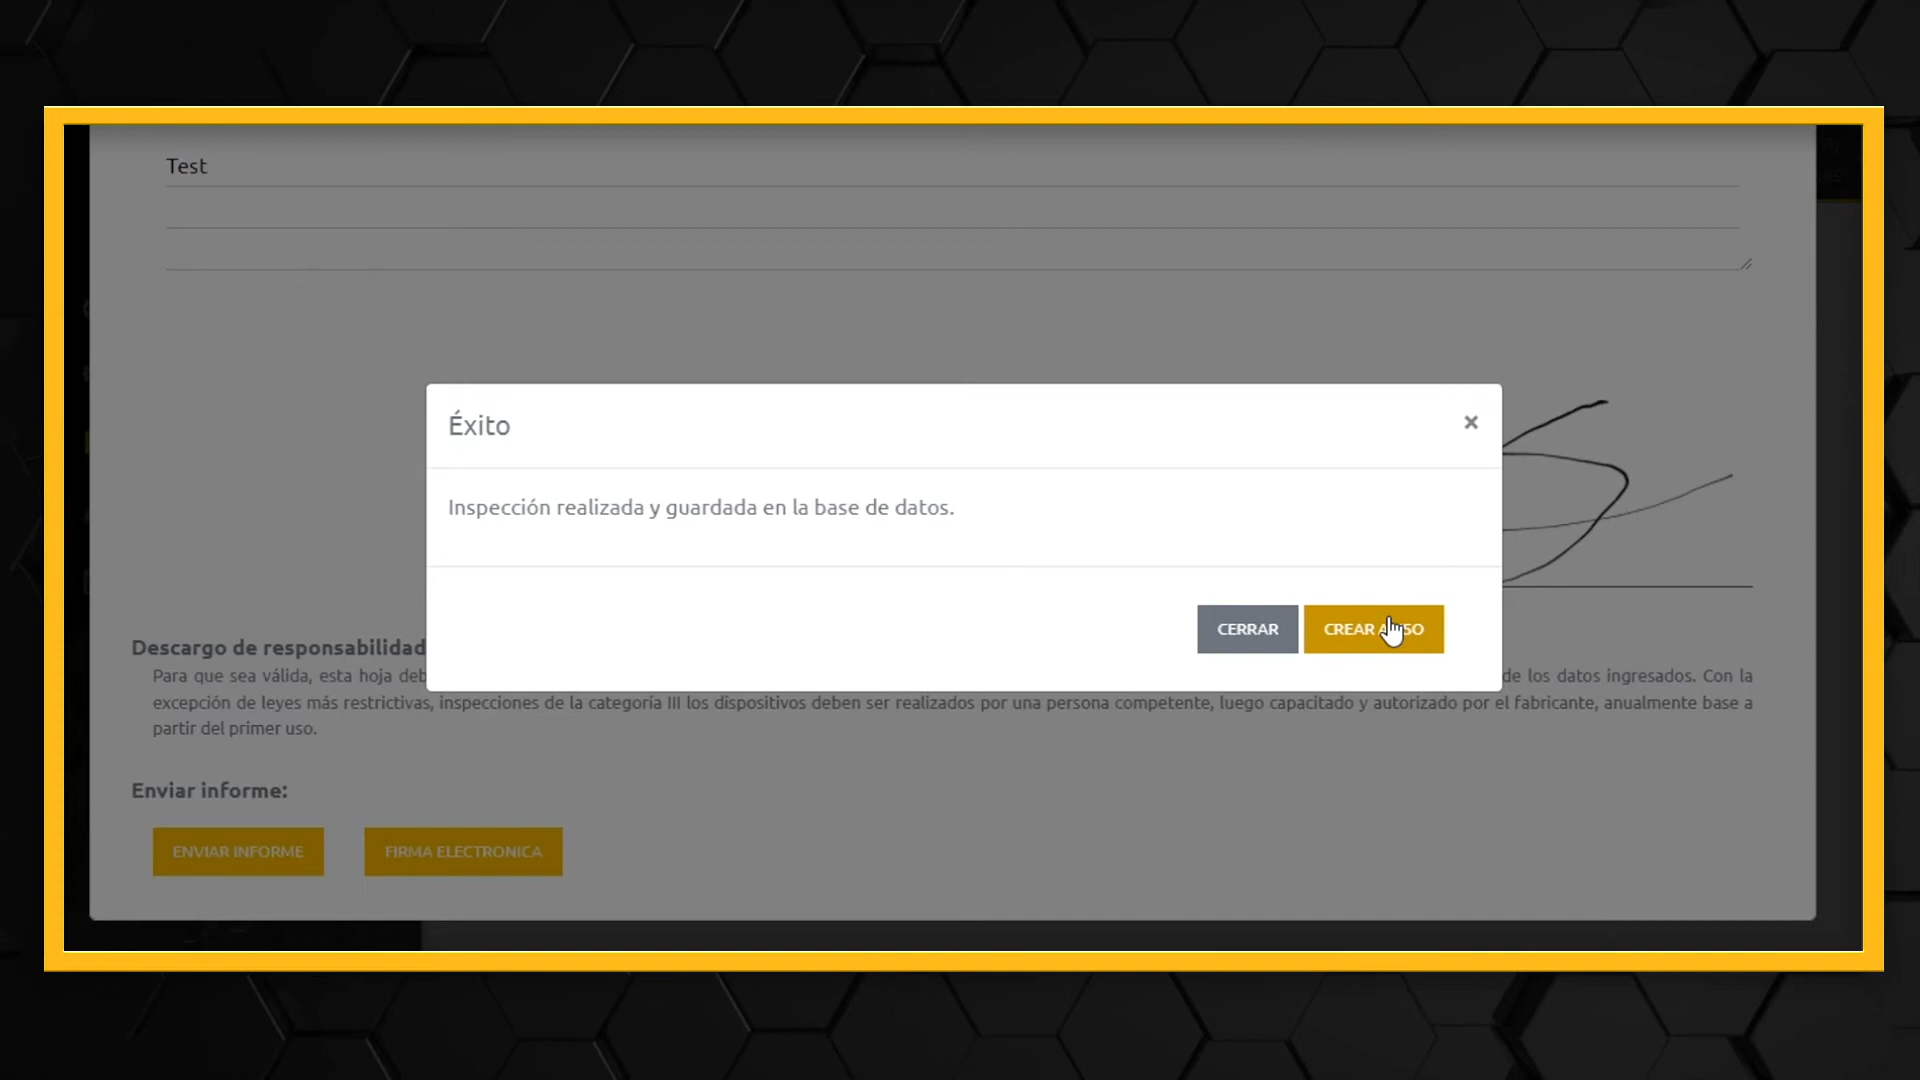 Test
Éxito
×
Inspección realizada y guardada en la base de datos.
CERRAR CREAR
Descargo de responsabilidad
Para que sea válida, esta hoja de los datos ingresados. Con la
excepción de leyes más restrictivas, inspecciones de la categoría III los dispositivos deben ser realizados por una persona competente, luego capacitado y autorizado por el fabricante, anualmente base a
partir del primer uso.
Enviar informe:
ENVIAR INFORME FIRMA ELECTRONICA